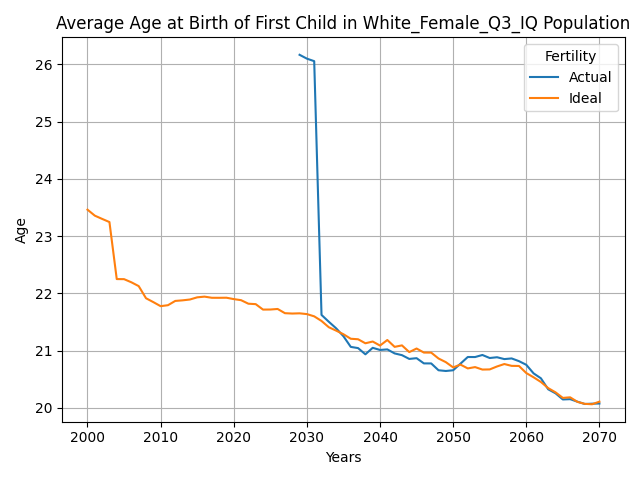 Average Age at Birth of First Child in White_Female_Q3_IQ Population
Fertility
Actual
Ideal
Age
26
25
24
23
22
21
20
2000
2010
2020
2030
2040
2050
2060
2070
Years